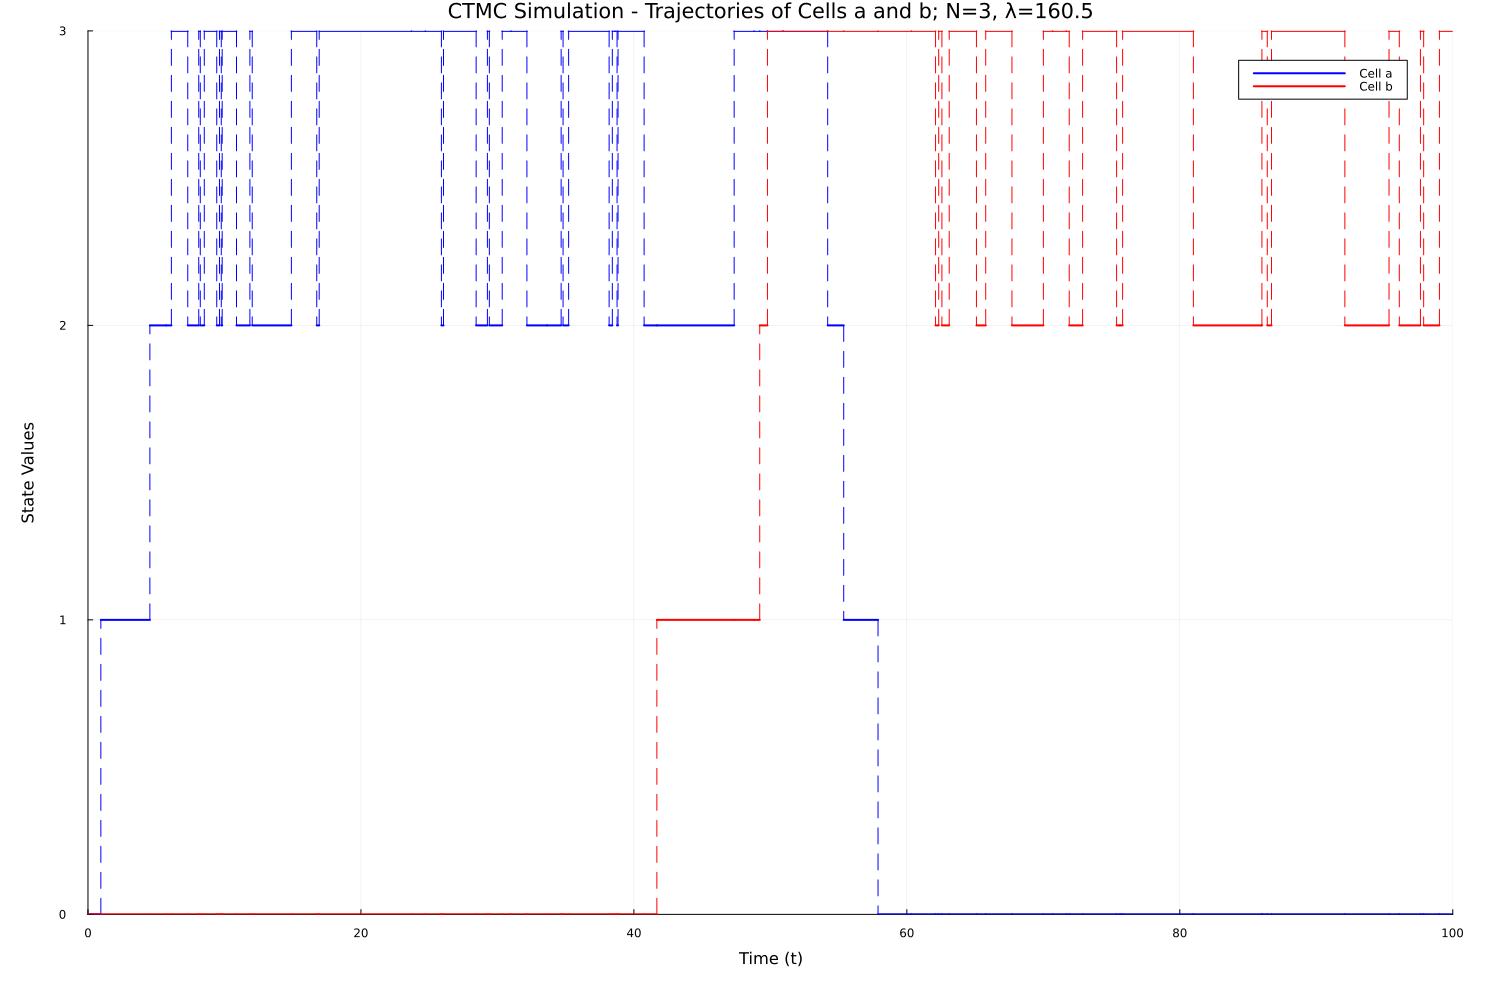 CTMC Simulation - Trajectories of Cells a and b; N=3, λ=160.5
3
Cell a
Cell b
2
State Values
1
0
0 20 40 60 80 100
Time (t)